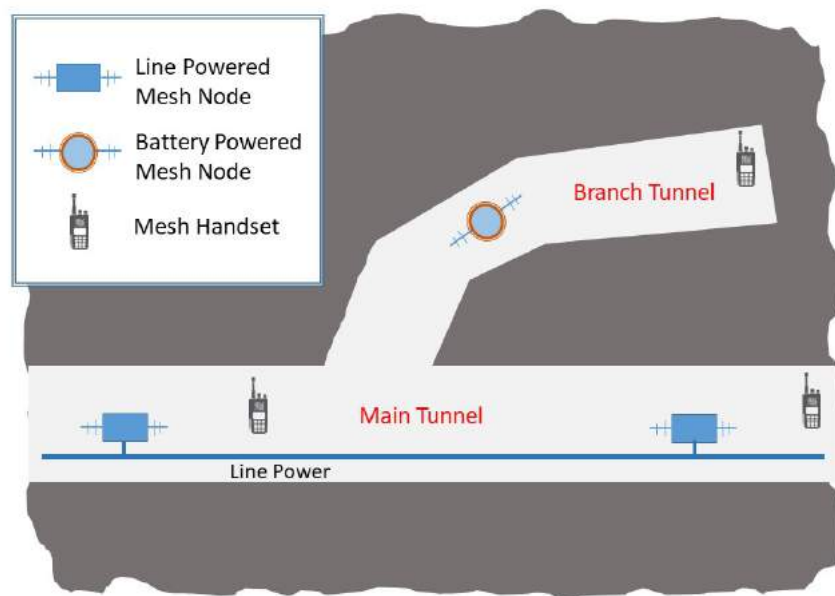 Line Powered
Mesh Node
Battery Powered
Mesh Node
Mesh Handset
Branch Tunnel
Main Tunnel
Line Power